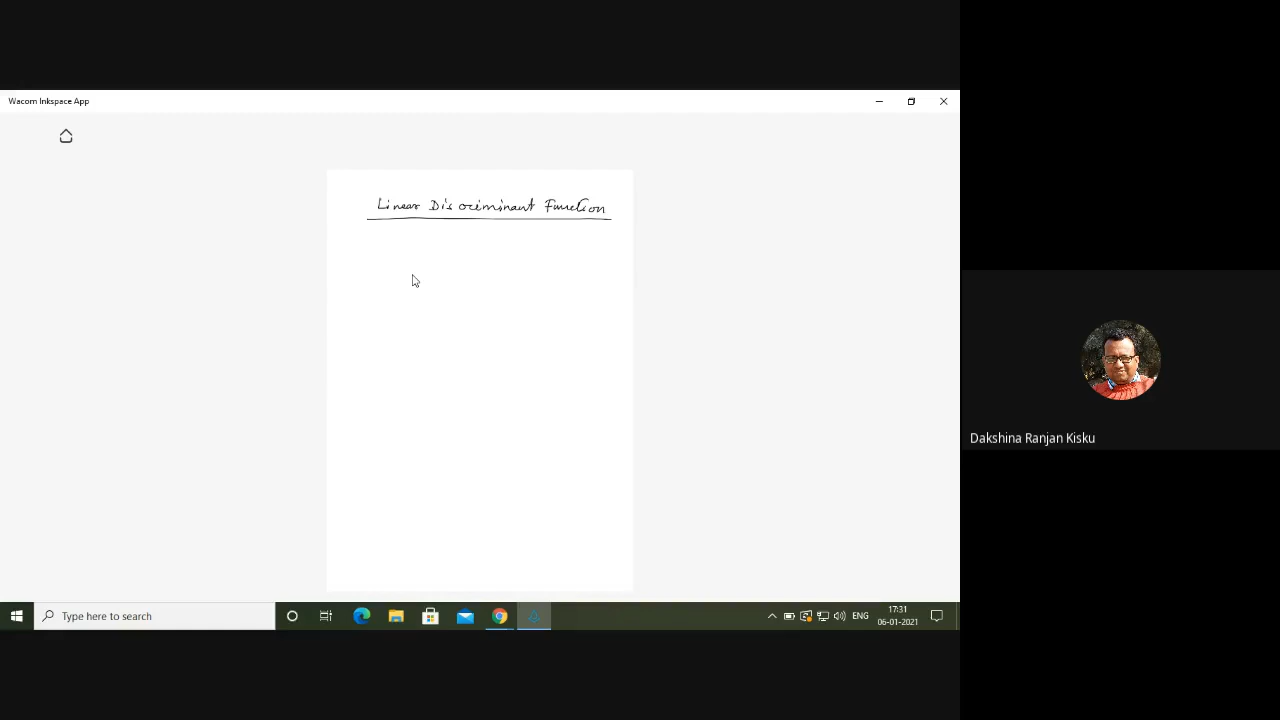 Wacom Inkspace App
Linear Discriminant Function
Dakshina Ranjan Kisku
Type here to search
ENG
17:31
06-01-2021